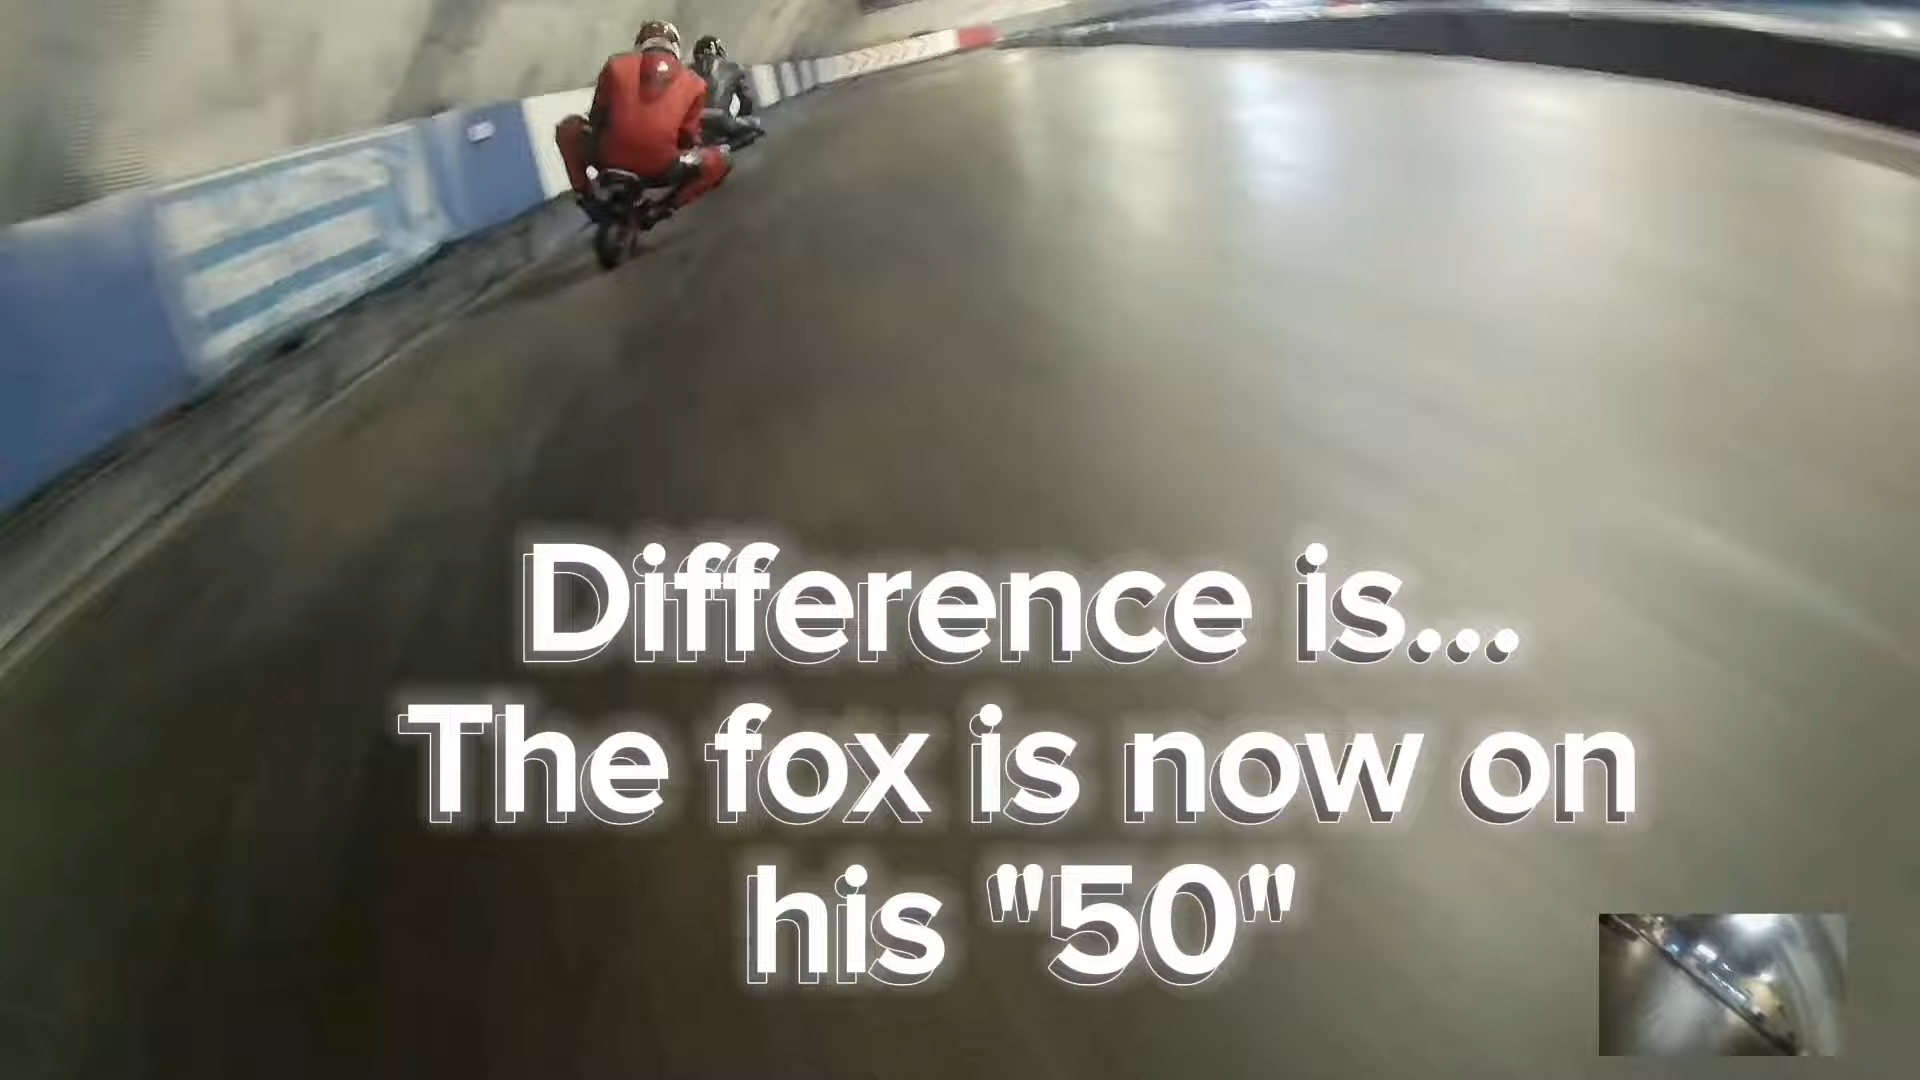 Difference is...
The fox is now on
his "50"